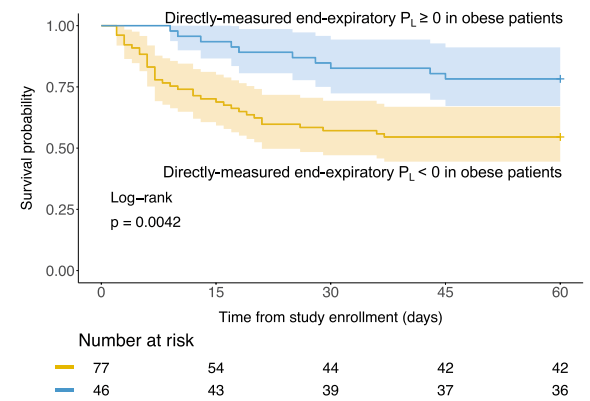 Directly-measured end-expiratory PL ≥ 0 in obese patients
1.00
0.75
0.50
0.25
0.00
Survival probability
Directly-measured end-expiratory PL < 0 in obese patients
Log−rank
p = 0.0042
0 15 30 45 60
Time from study enrollment (days)
Number at risk
77 54 44 42 42
46 43 39 37 36